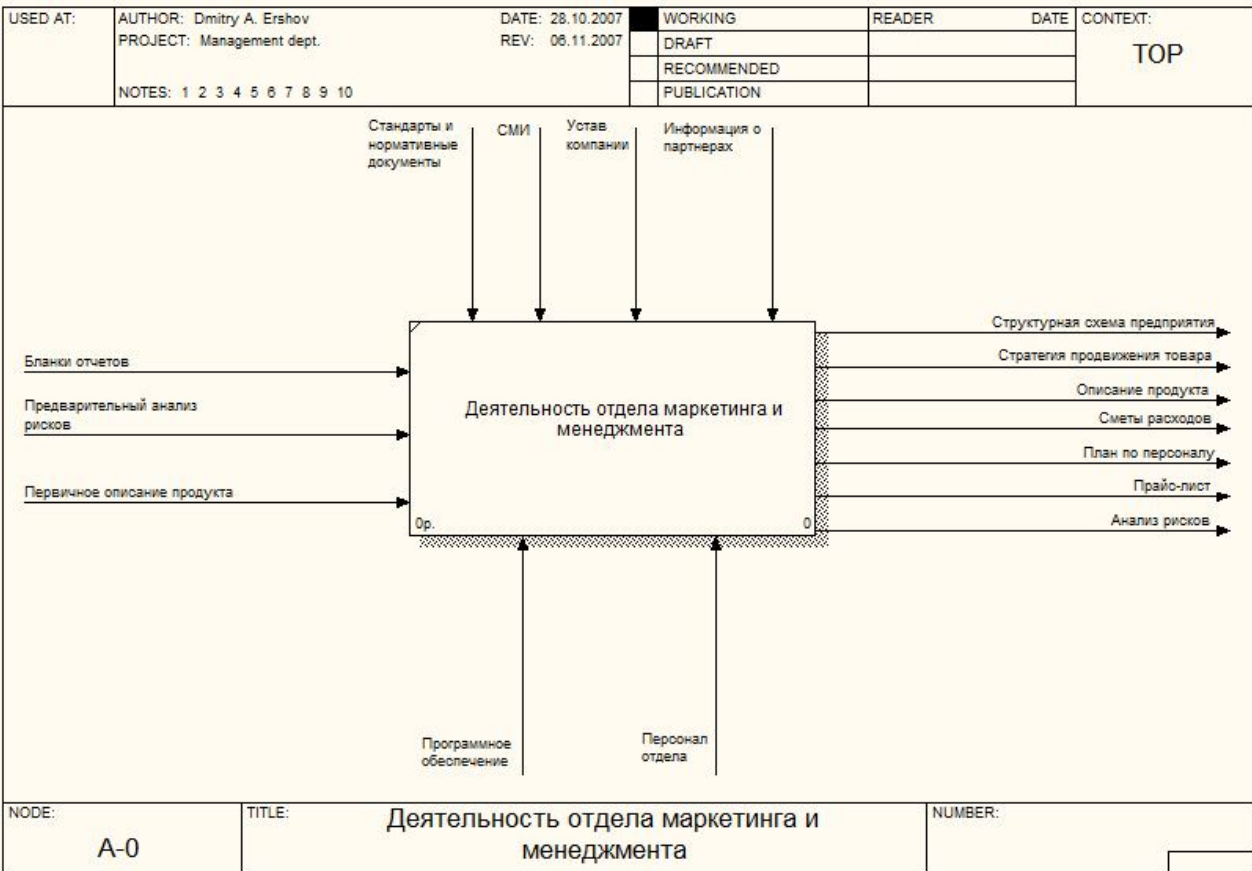 USED AT:
AUTHOR: Dmitry A. Ershov
DATE: 28.10.2007
PROJECT: Management dept.
REV: 06.11.2007
NOTES: 1 2 3 4 5 6 7 8 9 10
WORKING
DRAFT
RECOMMENDED
PUBLICATION
READER
DATE
CONTEXT:
TOP
Стандарты и
нормативные
документы
СМИ
Устав
компании
Информация о
партнерах
Бланки отчетов
Предварительный анализ
рисков
Первичное описание продукта
Деятельность отдела маркетинга и
менеджмента
0р.
0
Структурная схема предприятия
Стратегия продвижения товара
Описание продукта
Сметы расходов
План по персоналу
Прайс-лист
Анализ рисков
Программное
обеспечение
Персонал
отдела
NODE:
A-0
TITLE:
Деятельность отдела маркетинга и
менеджмента
NUMBER: